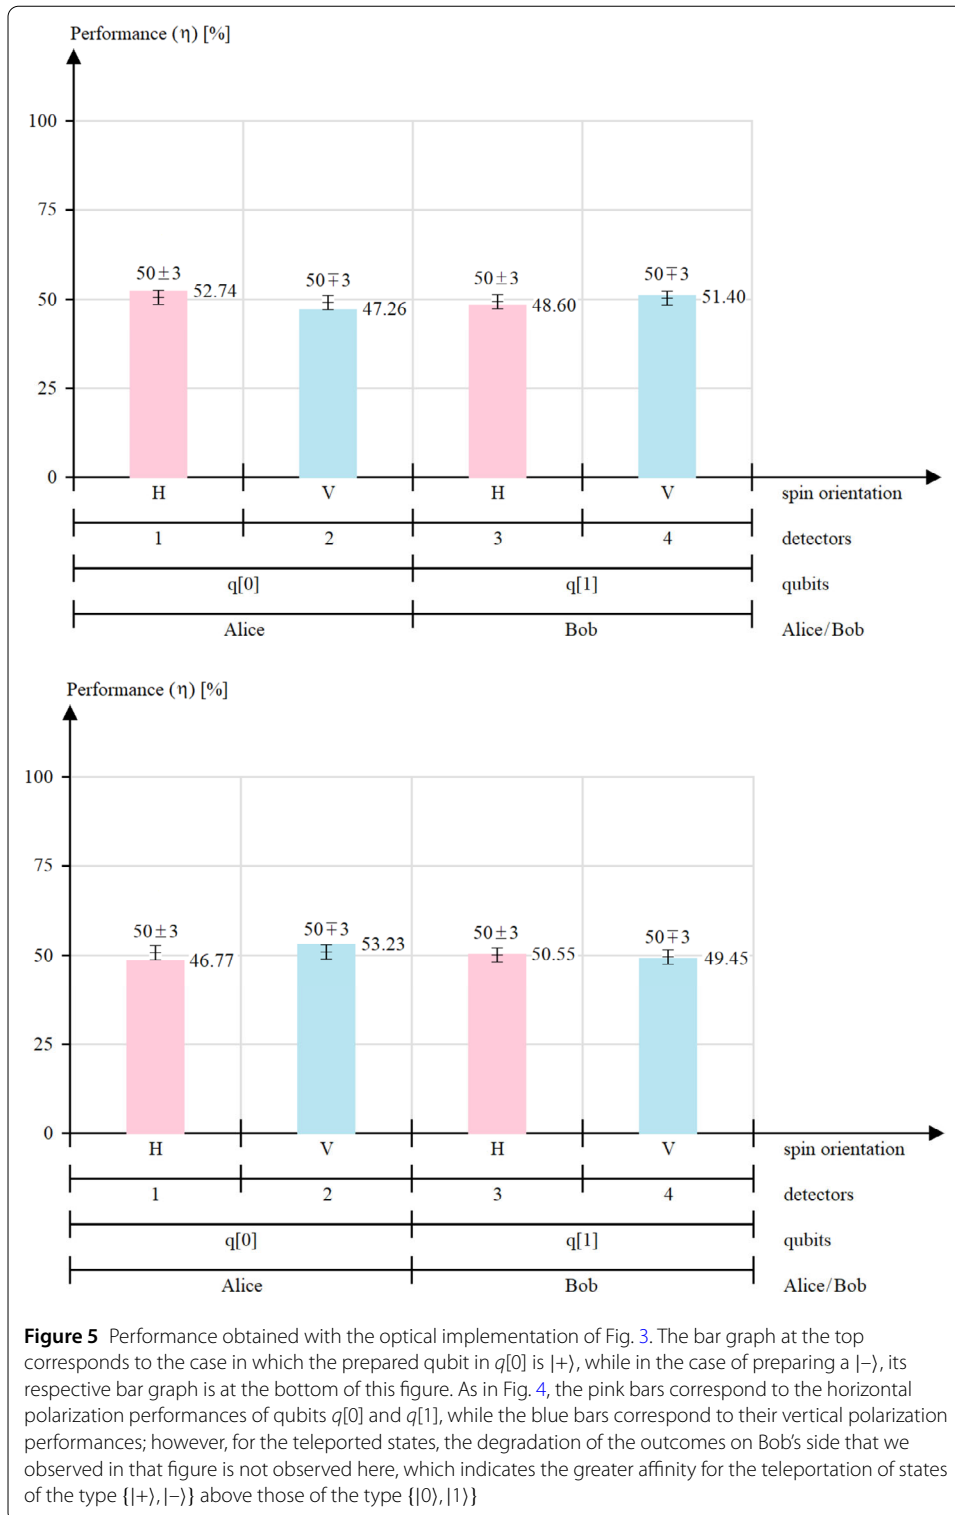 Performance (η) [%]
100
75
50±3
50∓3
50±3
50∓3
50
52.74
47.26
48.60
51.40
25
0
H
V
H
V
spin orientation
1
2
3
4
detectors
q[0]
q[1]
qubits
Alice
Bob
Alice/Bob
Performance (η) [%]
100
75
50±3
50∓3
50±3
50∓3
50
46.77
53.23
50.55
49.45
25
0
H
V
H
V
spin orientation
1
2
3
4
detectors
q[0]
q[1]
qubits
Alice
Bob
Alice/Bob
Figure 5 Performance obtained with the optical implementation of Fig. 3. The bar graph at the top
corresponds to the case in which the prepared qubit in q[0] is |+⟩, while in the case of preparing a |−⟩, its
respective bar graph is at the bottom of this figure. As in Fig. 4, the pink bars correspond to the horizontal
polarization performances of qubits q[0] and q[1], while the blue bars correspond to their vertical polarization
performances; however, for the teleported states, the degradation of the outcomes on Bob's side that we
observed in that figure is not observed here, which indicates the greater affinity for the teleportation of states
of the type {|+⟩, |−⟩} above those of the type {|0⟩, |1⟩}